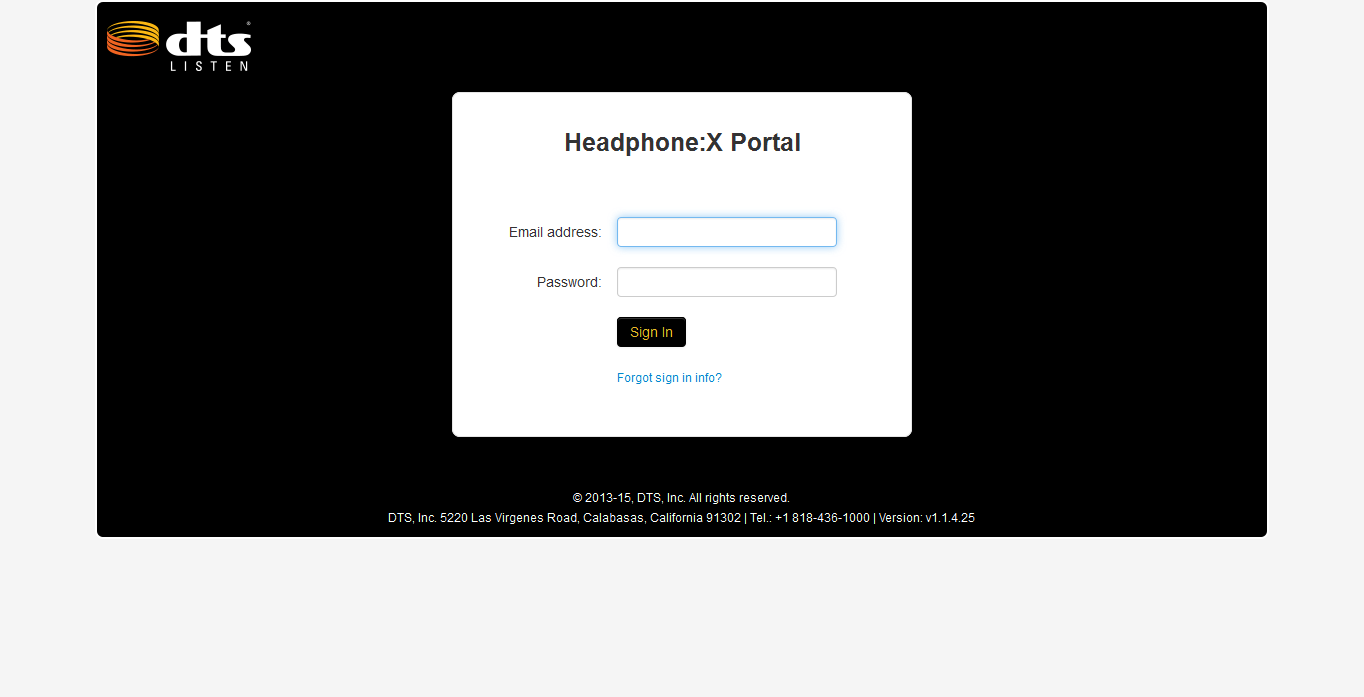 dts®
LISTEN
Headphone:X Portal
Email address:
Password:
Sign In
Forgot sign in info?
© 2013-15, DTS, Inc. All rights reserved.
DTS, Inc. 5220 Las Virgenes Road, Calabasas, California 91302 | Tel.: +1 818-436-1000 | Version: v1.1.4.25